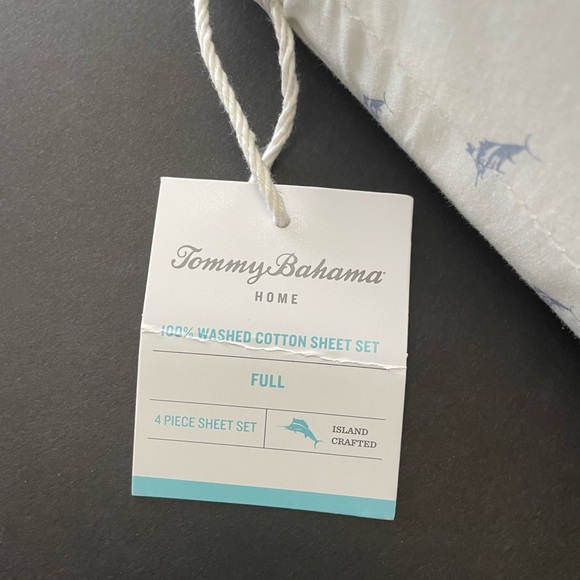 Tommy Bahama
HOME
100% WASHED COTTON SHEET SET
FULL
4 PIECE SHEET SET
ISLAND
CRAFTED